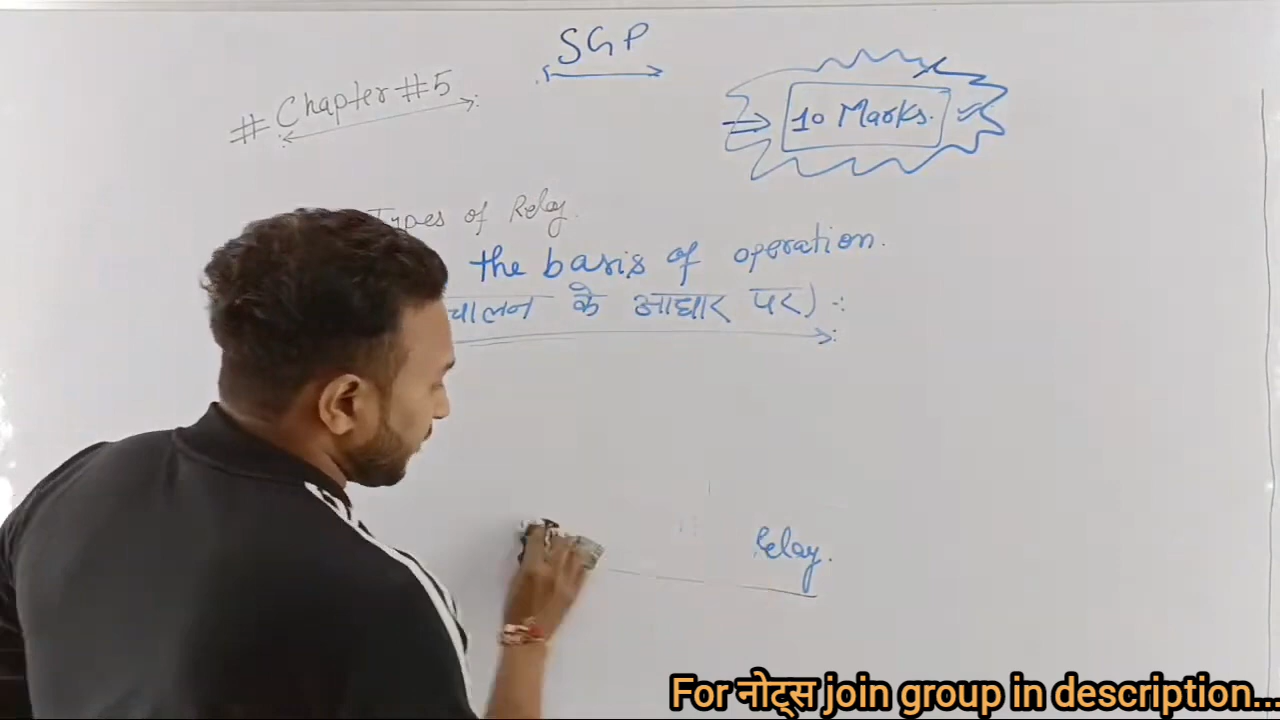 SGP
# Chapter #5
10 Marks.
Types of Relay.
the basis of operation.
चालन के आधार पर) :
Relay.
For नोट्स join group in description...